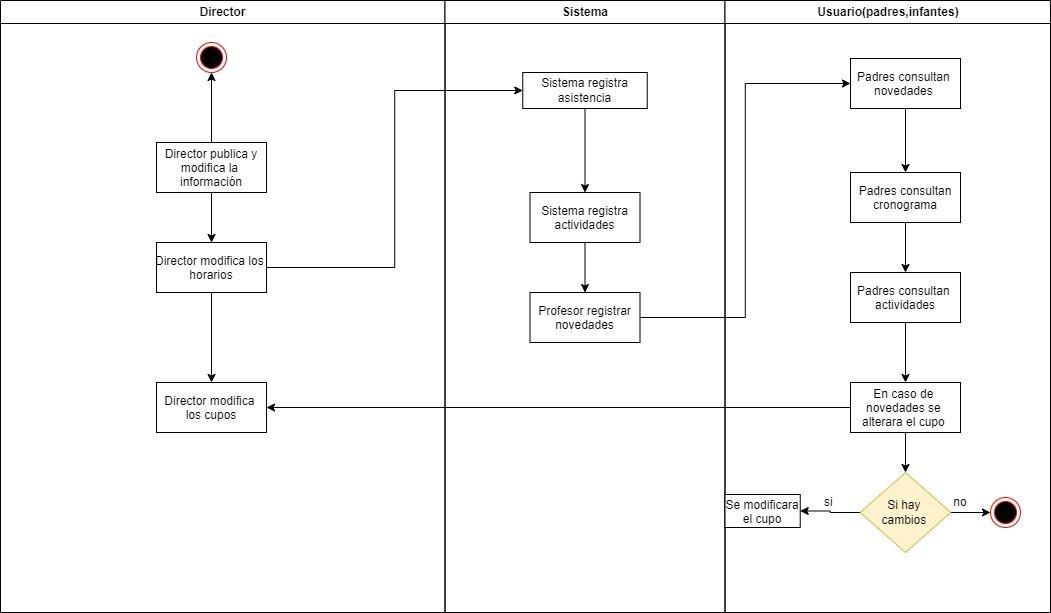 Director
Sistema
Usuario(padres,infantes)
Director publica y
modifica la
información
Director modifica los
horarios
Director modifica
los cupos
Sistema registra
asistencia
Sistema registra
actividades
Profesor registrar
novedades
Padres consultan
novedades
Padres consultan
cronograma
Padres consultan
actividades
En caso de
novedades se
alterara el cupo
Si hay
cambios
si
no
Se modificara
el cupo